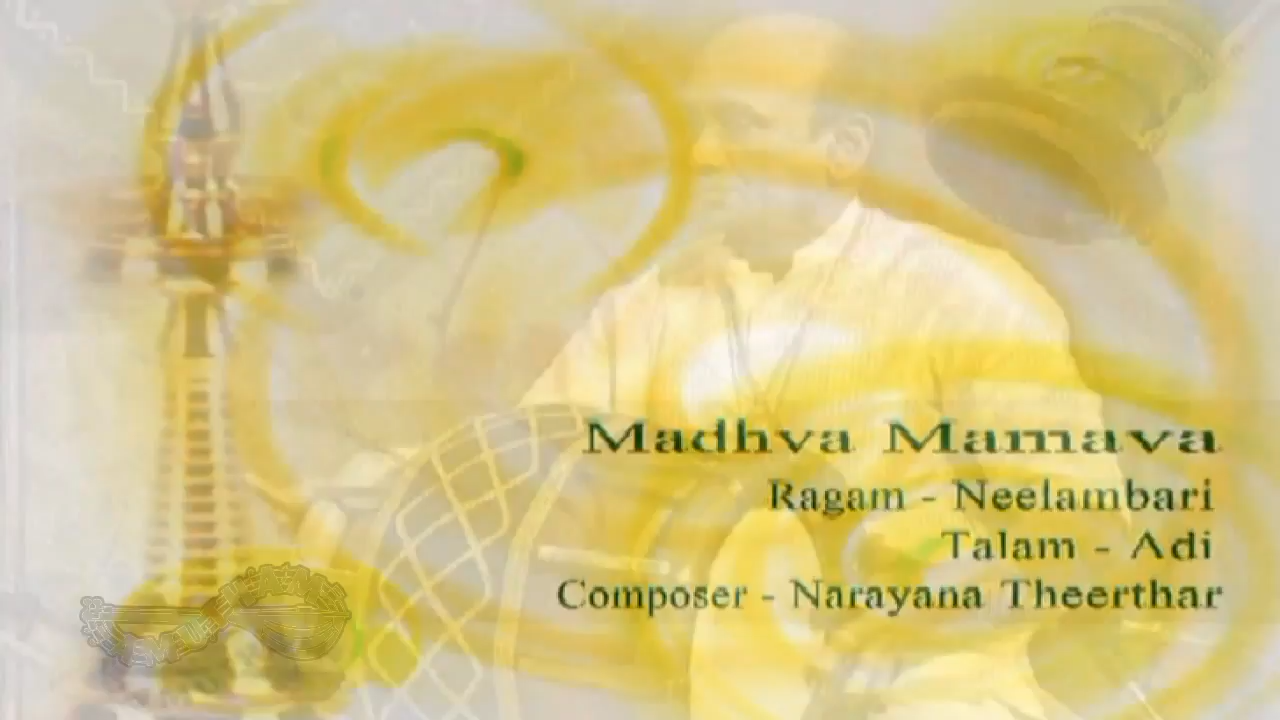 Madhva Mamava
Ragam - Neelambari
Talam - Adi
Composer - Narayana Theerthar